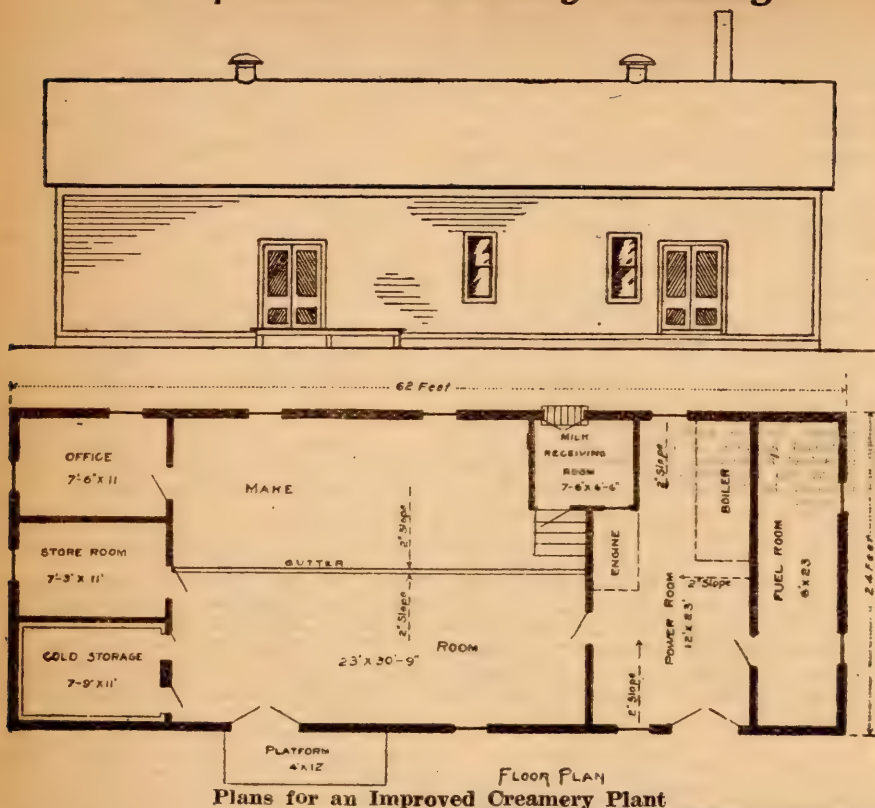 62 Feet
OFFICE
7'-6" X 11
MAKE
MILK
RECEIVING
ROOM
7-6 X 6'-6"
2" Slope
BOILER
FUEL ROOM
6' X 23
24 Feet
STORE ROOM
7'-3" X 11'
2" Slope
GUTTER
ENGINE
2" Slope
POWER ROOM
12' X 23'
COLD STORAGE
7-9" X 11'
2" Slope
ROOM
23' X 30'-9"
2" Slope
PLATFORM
4' X 12'
FLOOR PLAN
Plans for an Improved Creamery Plant